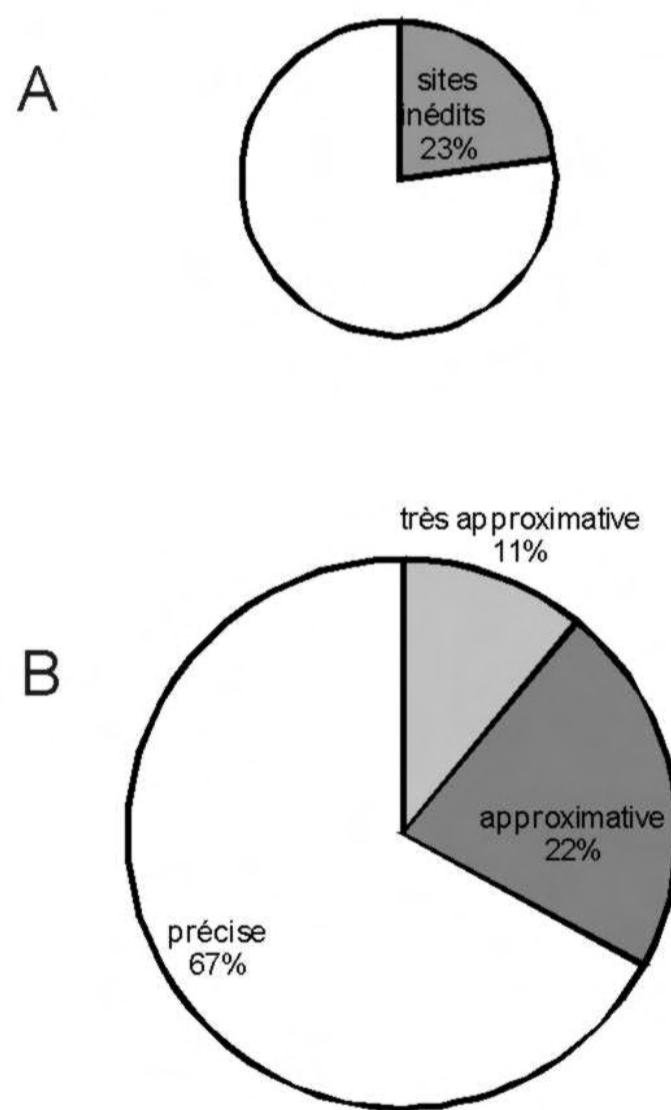 A
sites
inédits
23%
très approximative
11%
B
approximative
22%
précise
67%